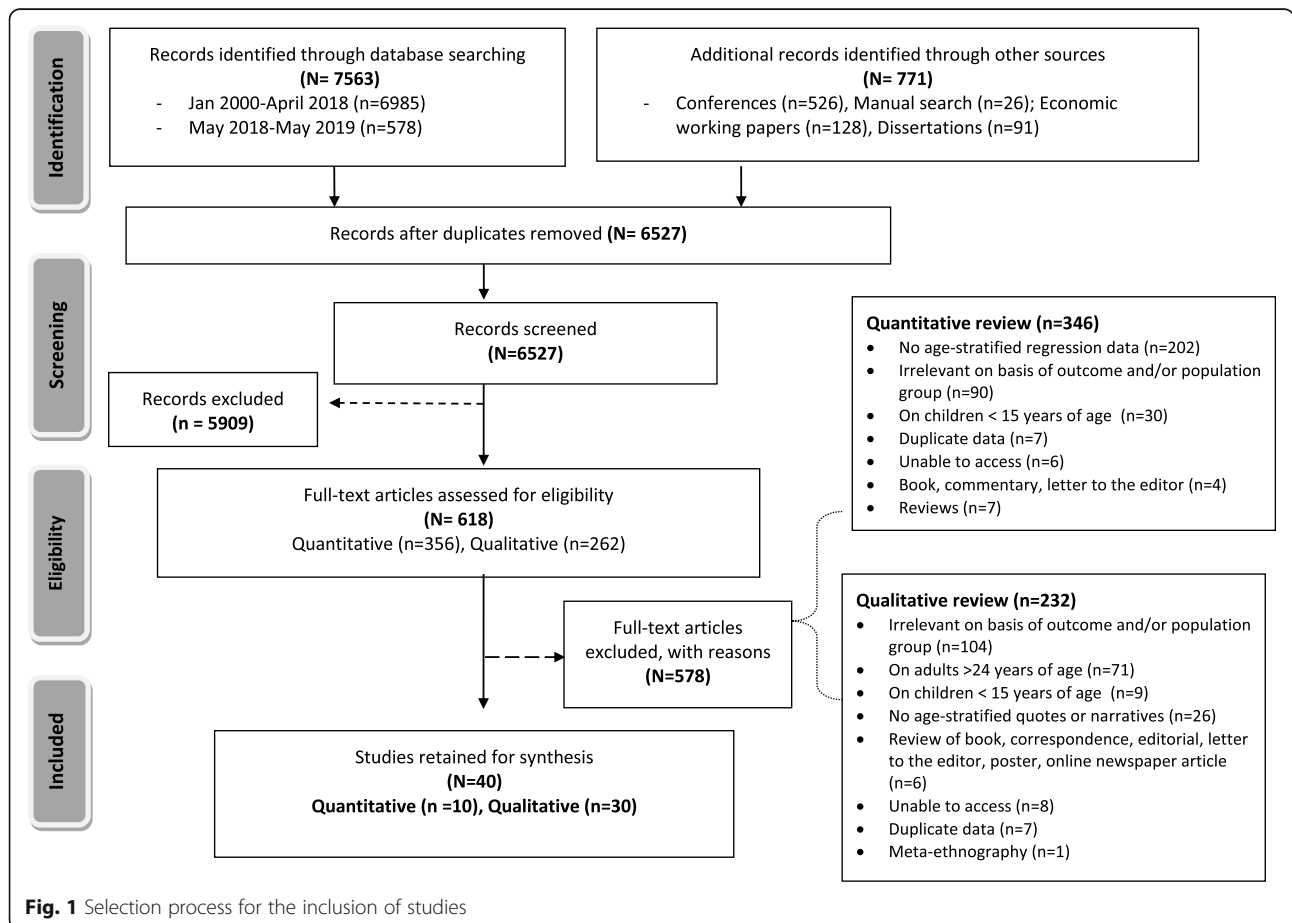 Identification
Records identified through database searching
(N= 7563)
- Jan 2000-April 2018 (n=6985)
- May 2018-May 2019 (n=578)
Additional records identified through other sources
(N= 771)
- Conferences (n=526), Manual search (n=26); Economic
working papers (n=128), Dissertations (n=91)
Records after duplicates removed (N= 6527)
Screening
Records screened
(N=6527)
Records excluded
(n = 5909)
Eligibility
Full-text articles assessed for eligibility
(N= 618)
Quantitative (n=356), Qualitative (n=262)
Full-text articles
excluded, with reasons
(N=578)
Quantitative review (n=346)
• No age-stratified regression data (n=202)
• Irrelevant on basis of outcome and/or population
group (n=90)
• On children < 15 years of age (n=30)
• Duplicate data (n=7)
• Unable to access (n=6)
• Book, commentary, letter to the editor (n=4)
• Reviews (n=7)
Qualitative review (n=232)
• Irrelevant on basis of outcome and/or population
group (n=104)
• On adults >24 years of age (n=71)
• On children < 15 years of age (n=9)
• No age-stratified quotes or narratives (n=26)
• Review of book, correspondence, editorial, letter
to the editor, poster, online newspaper article
(n=6)
• Unable to access (n=8)
• Duplicate data (n=7)
• Meta-ethnography (n=1)
Included
Studies retained for synthesis
(N=40)
Quantitative (n =10), Qualitative (n=30)
Fig. 1 Selection process for the inclusion of studies